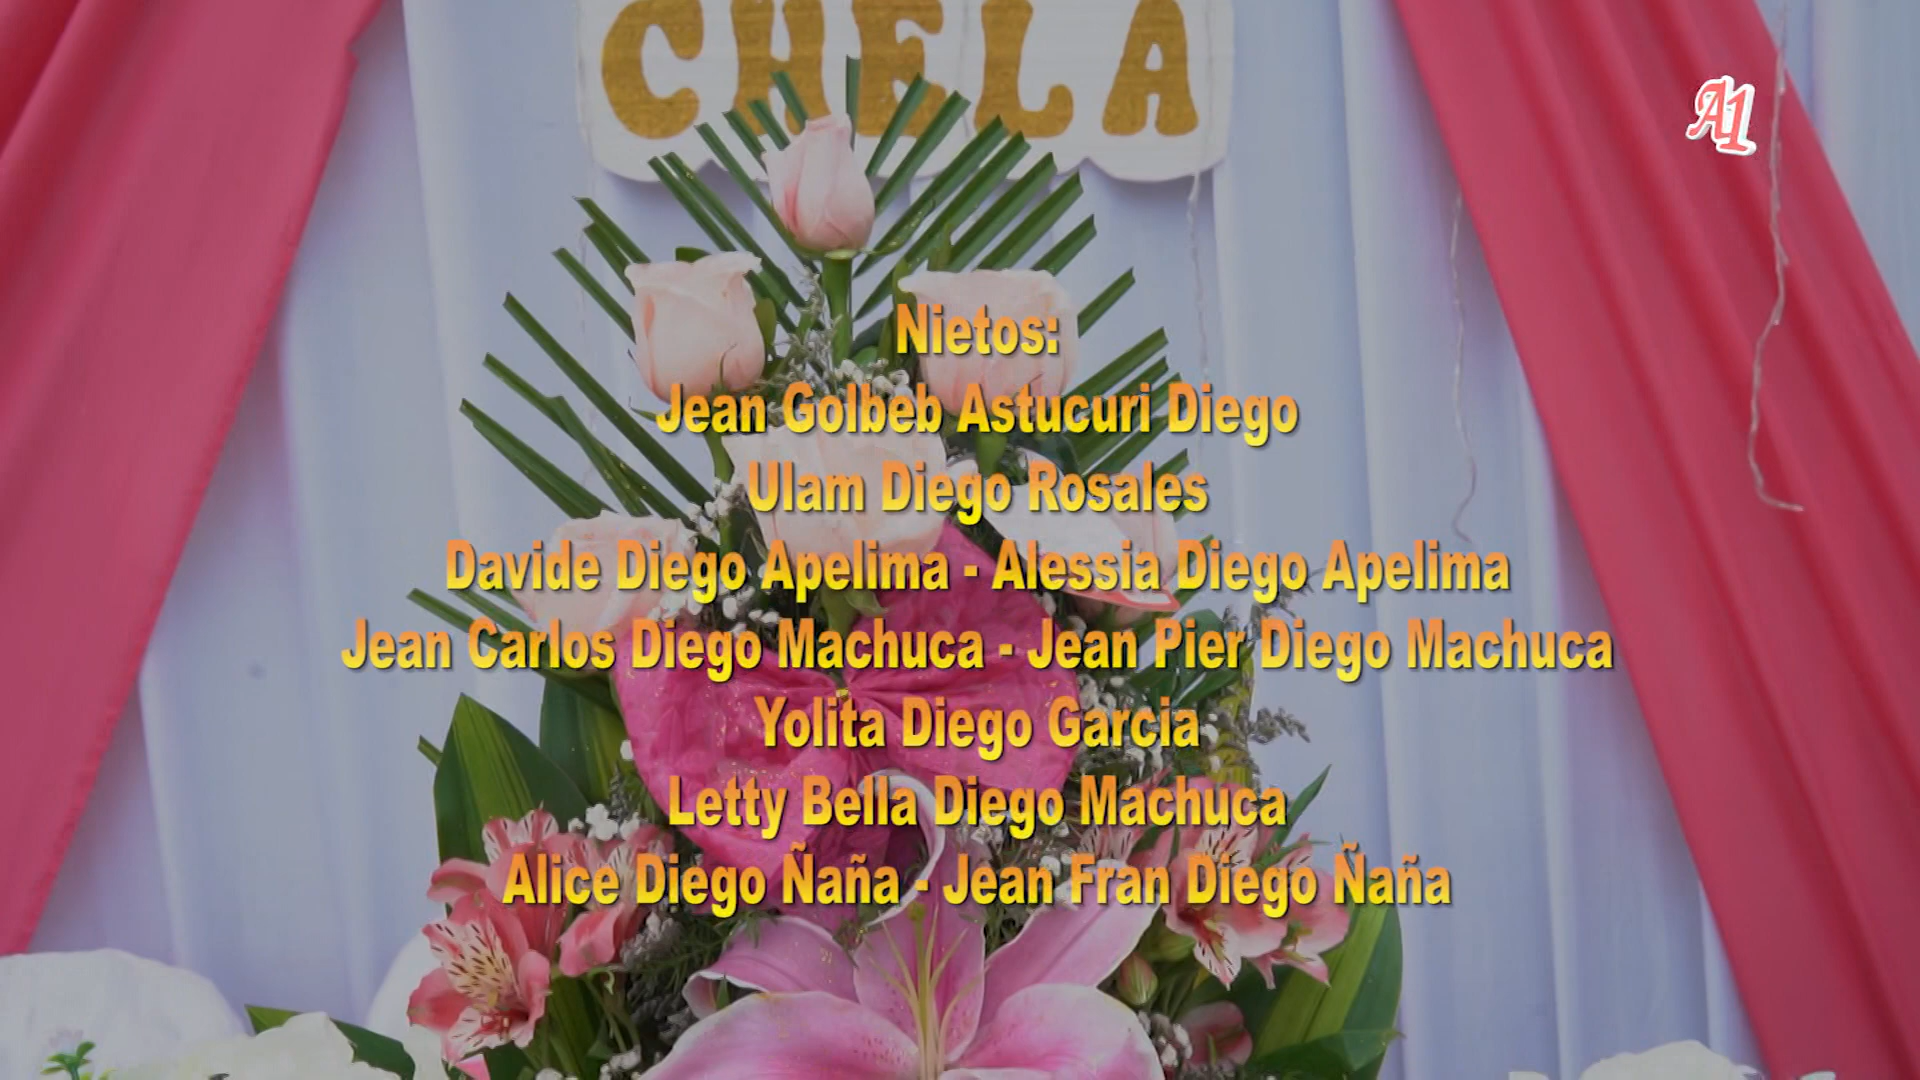 CHELA
A1
Nietos:
Jean Golbeb Astucuri Diego
Ulam Diego Rosales
Davide Diego Apelima - Alessia Diego Apelima
Jean Carlos Diego Machuca - Jean Pier Diego Machuca
Yolita Diego Garcia
Letty Bella Diego Machuca
Alice Diego Ñaña - Jean Fran Diego Ñaña